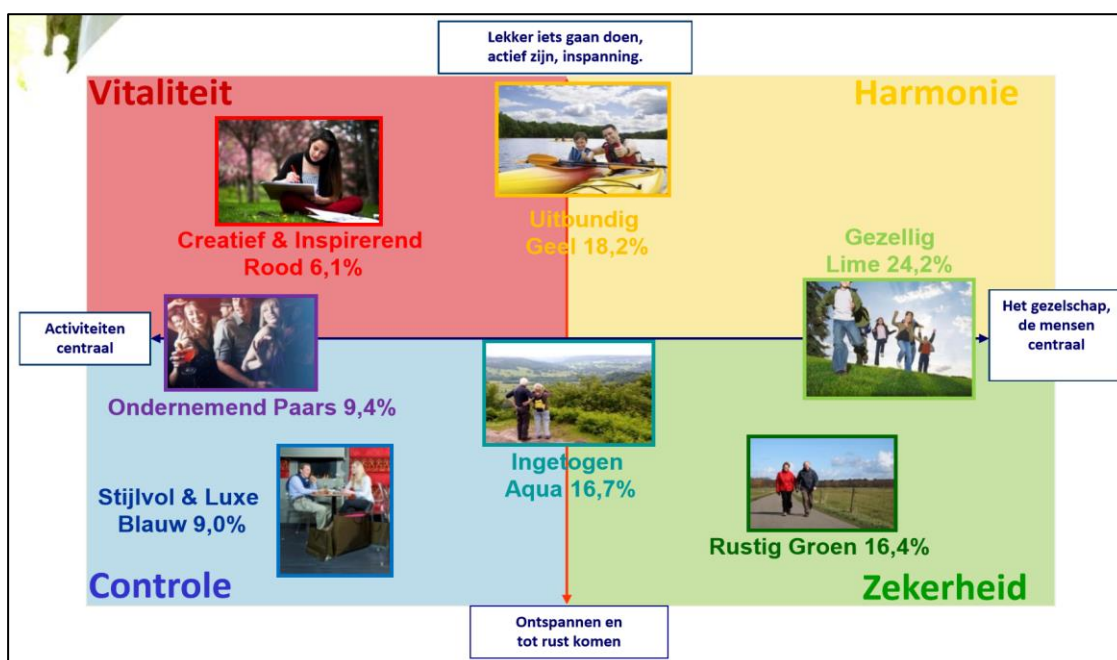 Lekker iets gaan doen,
actief zijn, inspanning.
Vitaliteit
Harmonie
Creatief & Inspirerend
Rood 6,1%
Uitbundig
Geel 18,2%
Gezellig
Lime 24,2%
Activiteiten
centraal
Het gezelschap,
de mensen
centraal
Ondernemend Paars 9,4%
Ingetogen
Aqua 16,7%
Stijlvol & Luxe
Blauw 9,0%
Rustig Groen 16,4%
Controle
Zekerheid
Ontspannen en
tot rust komen